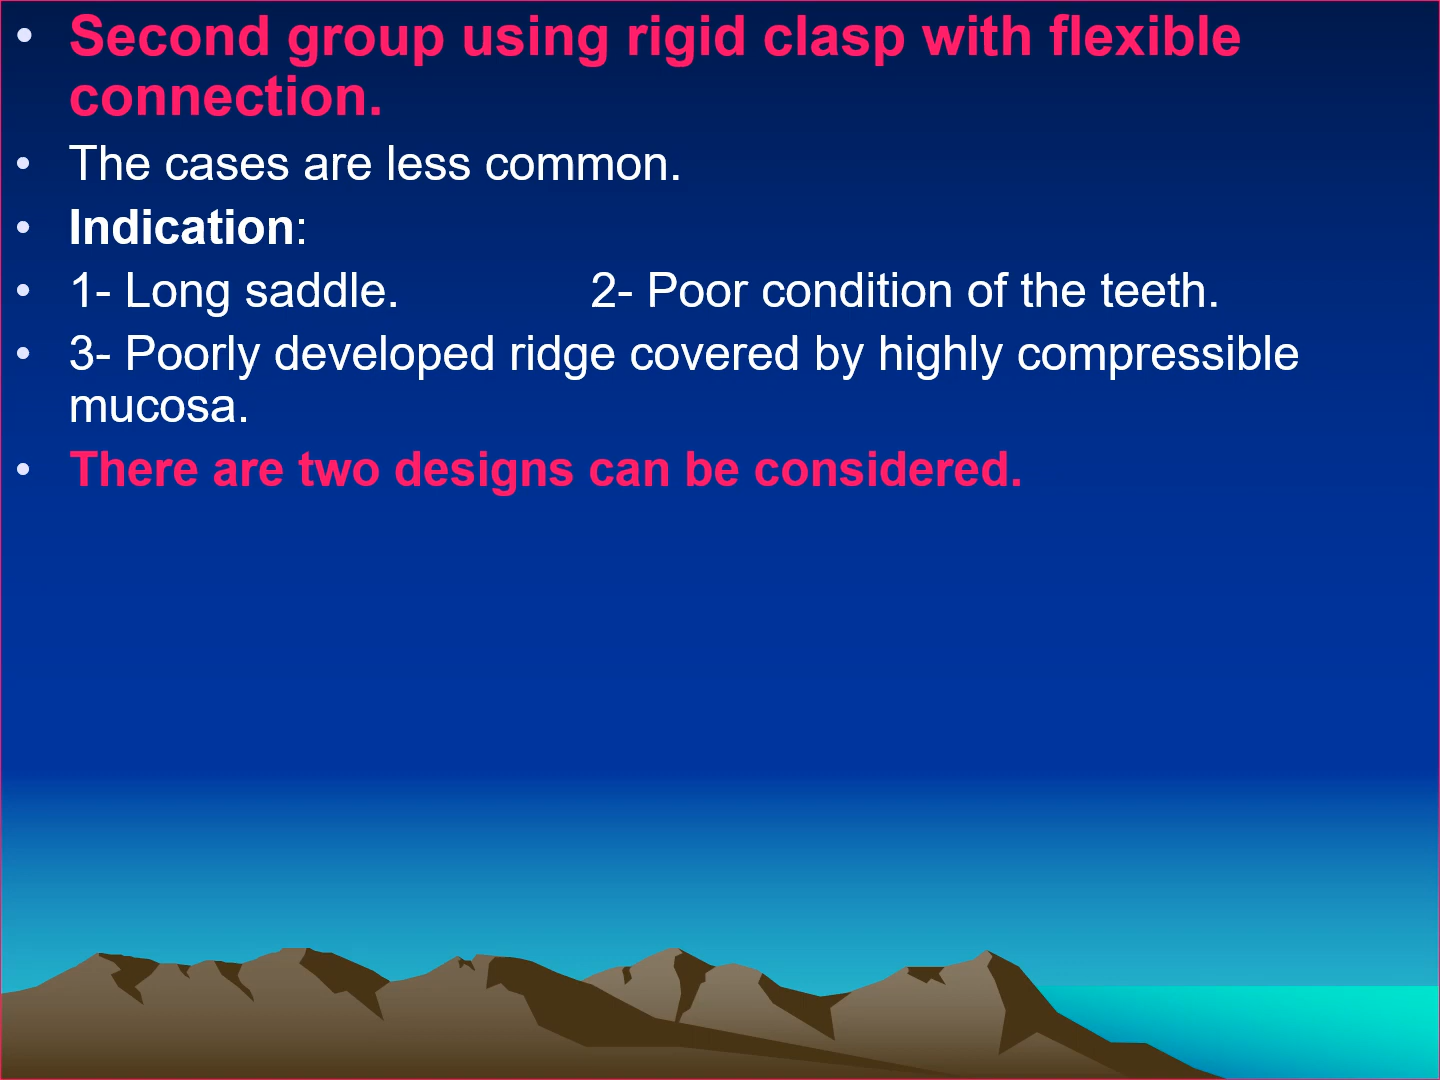 • Second group using rigid clasp with flexible
connection.
• The cases are less common.
• Indication:
• 1- Long saddle. 2- Poor condition of the teeth.
• 3- Poorly developed ridge covered by highly compressible
mucosa.
• There are two designs can be considered.